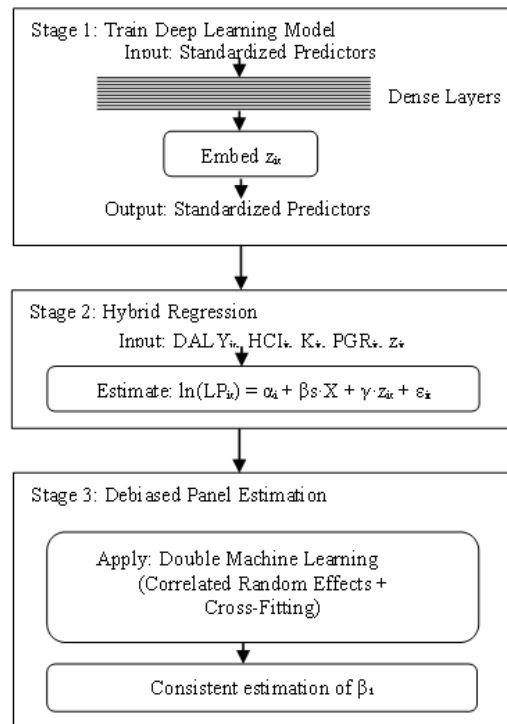 Stage 1: Train Deep Learning Model
Input: Standardized Predictors
Dense Layers
Embed zᵢₜ
Output: Standardized Predictors
Stage 2: Hybrid Regression
Input: DALYᵢₜ, HCIᵢₜ, Kᵢₜ, PGRᵢₜ, zᵢₜ
Estimate: ln(LPᵢₜ) = αᵢ + βs·X + γ·zᵢₜ + εᵢₜ
Stage 3: Debiased Panel Estimation
Apply: Double Machine Learning
(Correlated Random Effects +
Cross-Fitting)
Consistent estimation of β₁